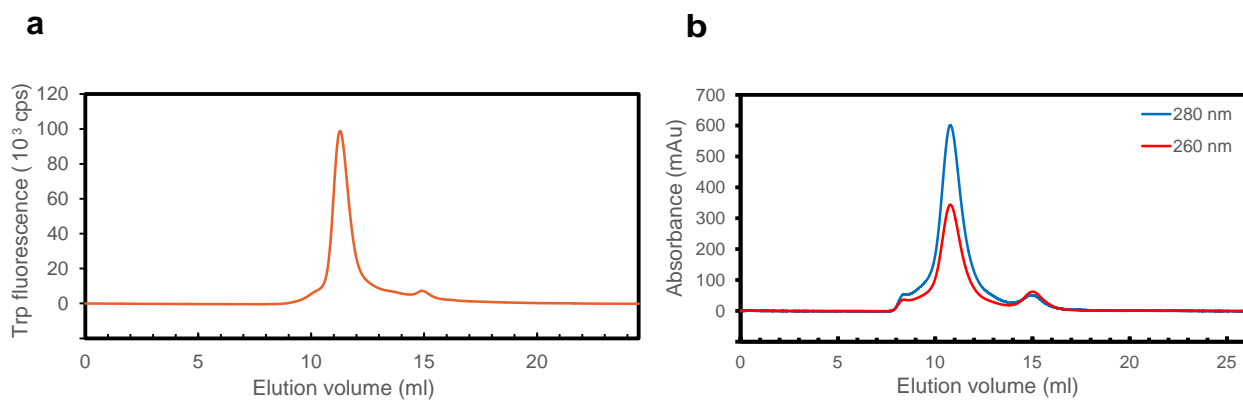 a
Trp fluorescence (10³ cps)
120
100
80
60
40
20
0
0 5 10 15 20
Elution volume (ml)
b
Absorbance (mAu)
700
600
500
400
300
200
100
0
280 nm
260 nm
0 5 10 15 20 25
Elution volume (ml)